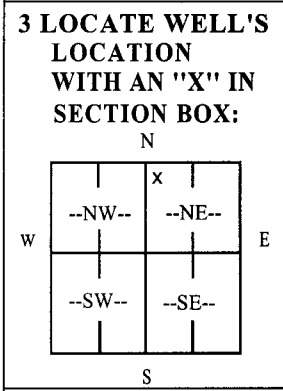 3 LOCATE WELL'S
LOCATION
WITH AN "X" IN
SECTION BOX:
N
X
--NW-- --NE--
W E
--SW-- --SE--
S